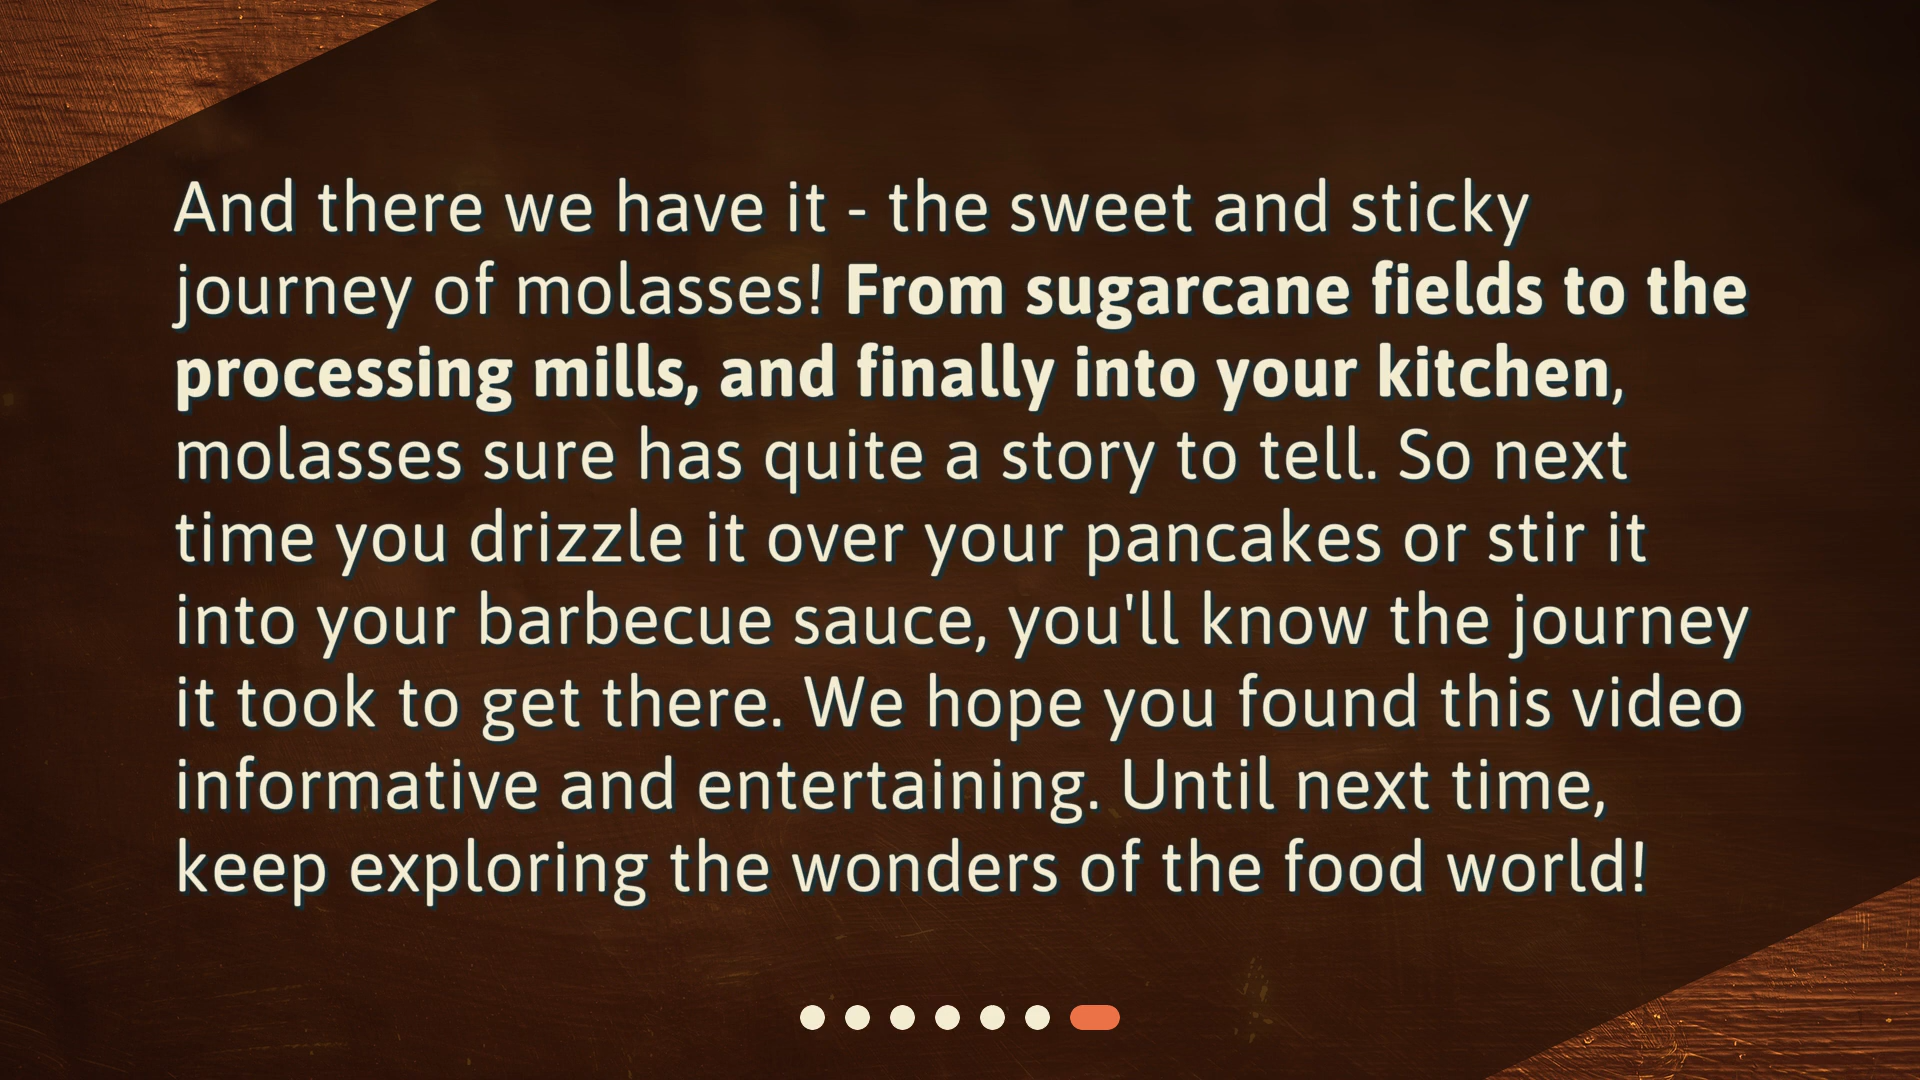 And there we have it - the sweet and sticky
journey of molasses! From sugarcane fields to the
processing mills, and finally into your kitchen,
molasses sure has quite a story to tell. So next
time you drizzle it over your pancakes or stir it
into your barbecue sauce, you'll know the journey
it took to get there. We hope you found this video
informative and entertaining. Until next time,
keep exploring the wonders of the food world!